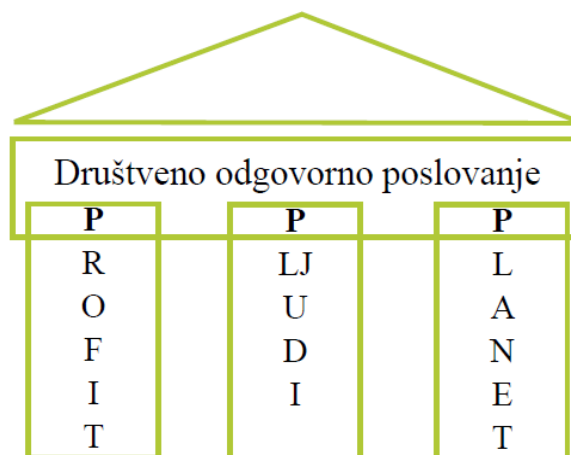 Društveno odgovorno poslovanje
P P P
R LJ L
O U A
F D N
I I E
T T